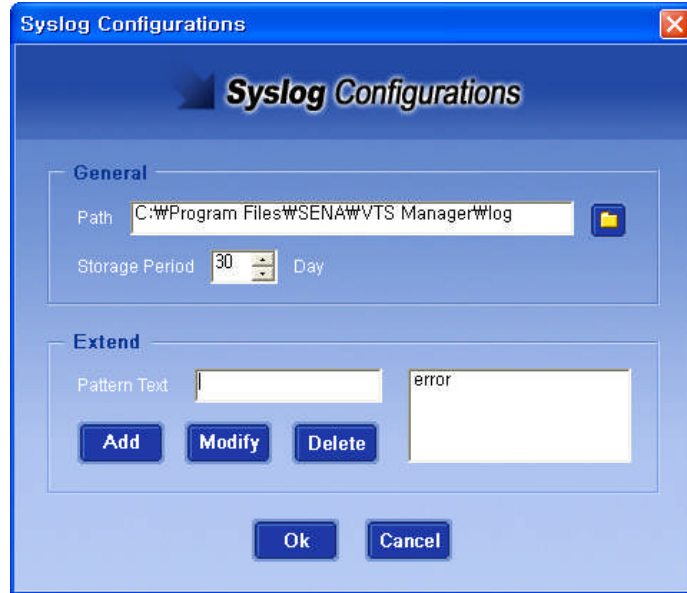 Syslog Configurations
Syslog Configurations
General
Path C:₩Program Files₩SENA₩VTS Manager₩log
Storage Period 30 Day
Extend
Pattern Text error
Add Modify Delete
Ok Cancel